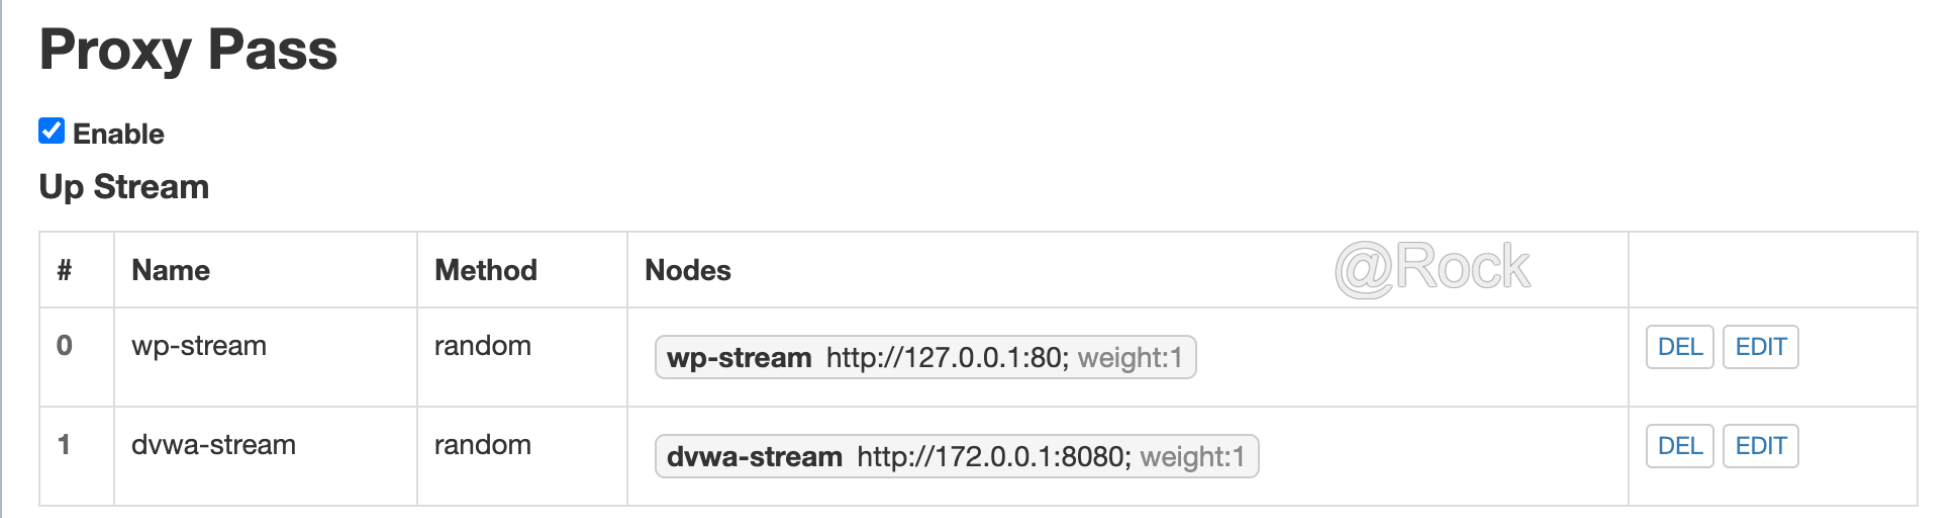 Proxy Pass
Enable
Up Stream
# Name Method Nodes @Rock
0 wp-stream random wp-stream http://127.0.0.1:80; weight:1 DEL EDIT
1 dvwa-stream random dvwa-stream http://172.0.0.1:8080; weight:1 DEL EDIT